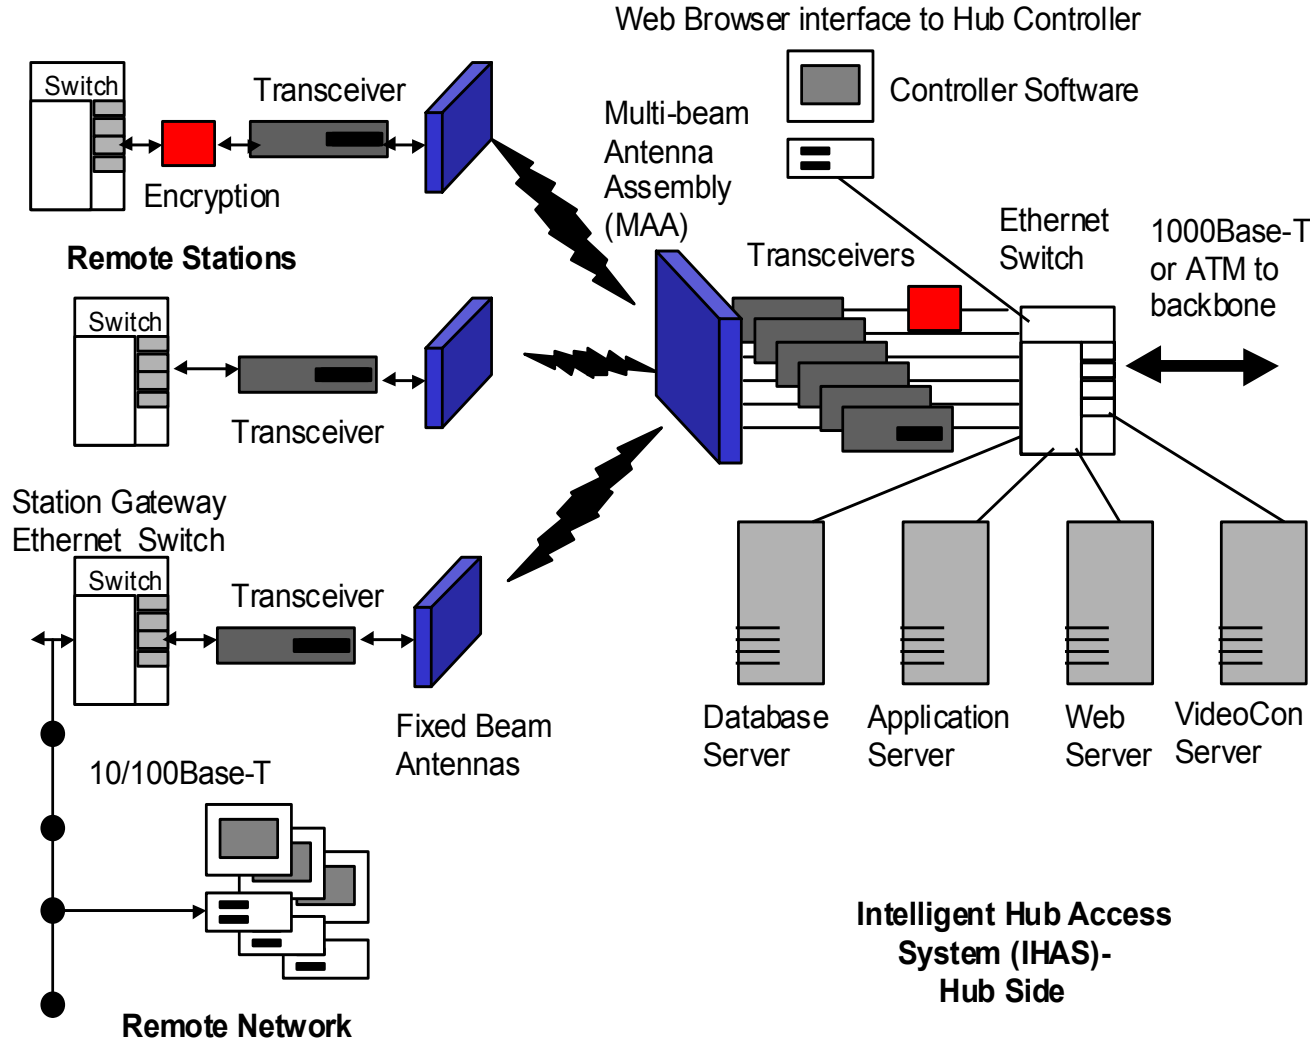 Web Browser interface to Hub Controller
Switch
Transceiver
Controller Software
Multi-beam
Antenna
Assembly
(MAA)
Encryption
Remote Stations
Ethernet
Switch
1000Base-T
or ATM to
backbone
Transceivers
Switch
Transceiver
Station Gateway
Ethernet Switch
Switch
Transceiver
Fixed Beam
Antennas
Database
Server
Application
Server
Web
Server
VideoCon
Server
10/100Base-T
Remote Network
Intelligent Hub Access
System (IHAS)-
Hub Side